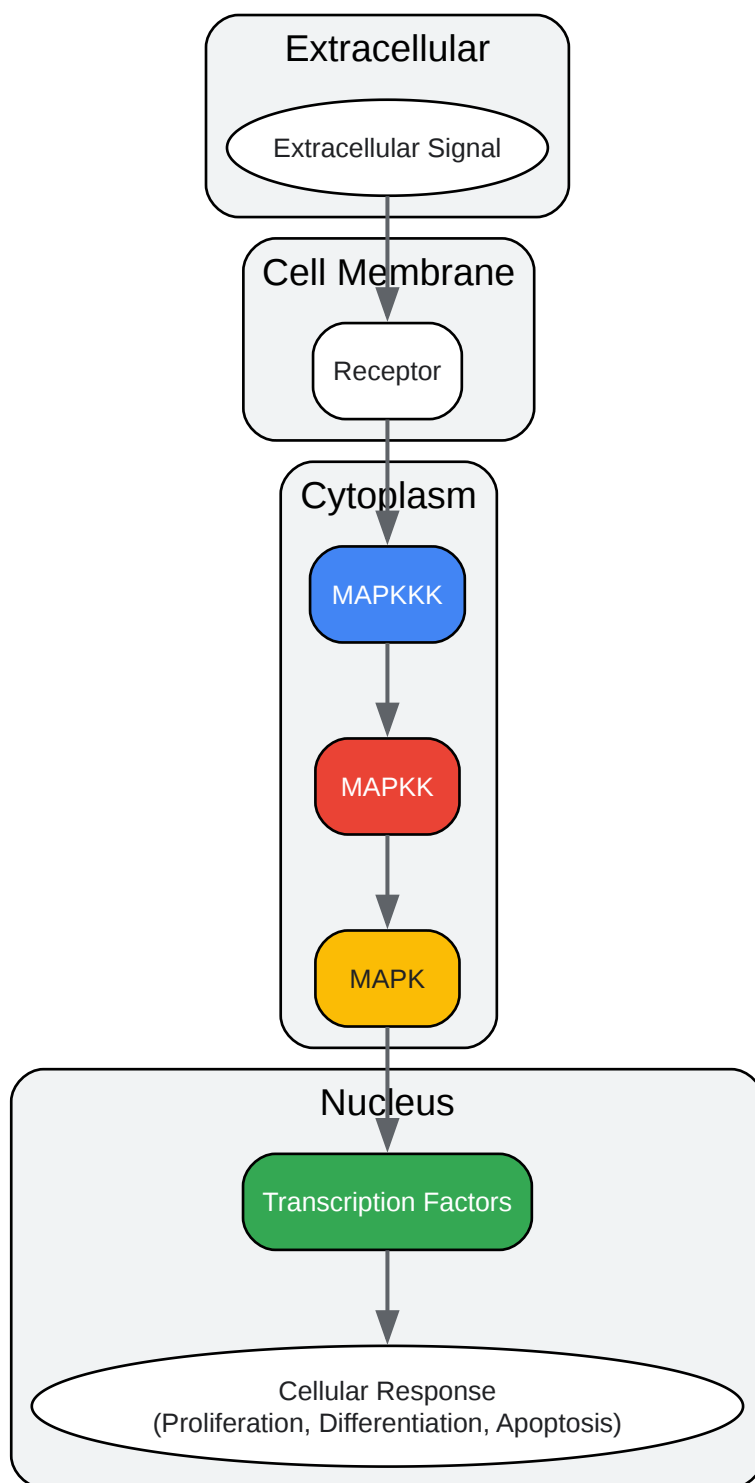 Extracellular
Extracellular Signal
Cell Membrane
Receptor
Cytoplasm
MAPKKK
MAPKK
MAPK
Nucleus
Transcription Factors
Cellular Response
(Proliferation, Differentiation, Apoptosis)